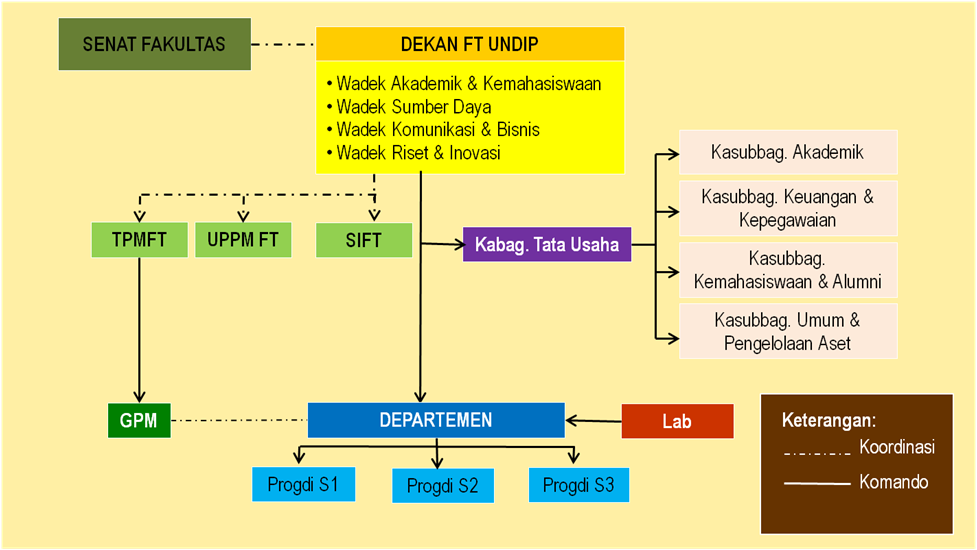 SENAT FAKULTAS
DEKAN FT UNDIP
• Wadek Akademik & Kemahasiswaan
• Wadek Sumber Daya
• Wadek Komunikasi & Bisnis
• Wadek Riset & Inovasi
Kasubbag. Akademik
Kasubbag. Keuangan &
Kepegawaian
TPMFT
UPPM FT
SIFT
Kabag. Tata Usaha
Kasubbag.
Kemahasiswaan & Alumni
Kasubbag. Umum &
Pengelolaan Aset
GPM
DEPARTEMEN
Lab
Progdi S1
Progdi S2
Progdi S3
Keterangan:
Koordinasi
Komando